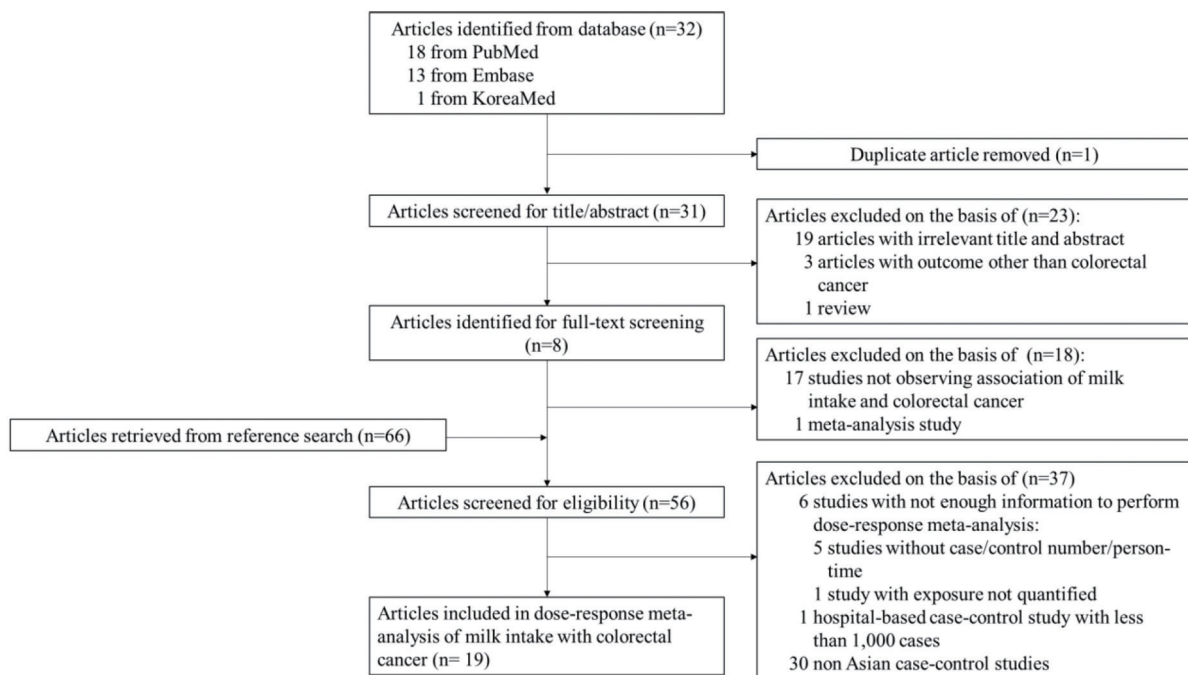 Articles identified from database (n=32)
18 from PubMed
13 from Embase
1 from KoreaMed
Duplicate article removed (n=1)
Articles screened for title/abstract (n=31)
Articles excluded on the basis of (n=23):
19 articles with irrelevant title and abstract
3 articles with outcome other than colorectal
cancer
1 review
Articles identified for full-text screening
(n=8)
Articles excluded on the basis of (n=18):
17 studies not observing association of milk
intake and colorectal cancer
1 meta-analysis study
Articles retrieved from reference search (n=66)
Articles screened for eligibility (n=56)
Articles excluded on the basis of (n=37)
6 studies with not enough information to perform
dose-response meta-analysis:
5 studies without case/control number/person-
time
1 study with exposure not quantified
1 hospital-based case-control study with less
than 1,000 cases
30 non Asian case-control studies
Articles included in dose-response meta-
analysis of milk intake with colorectal
cancer (n= 19)